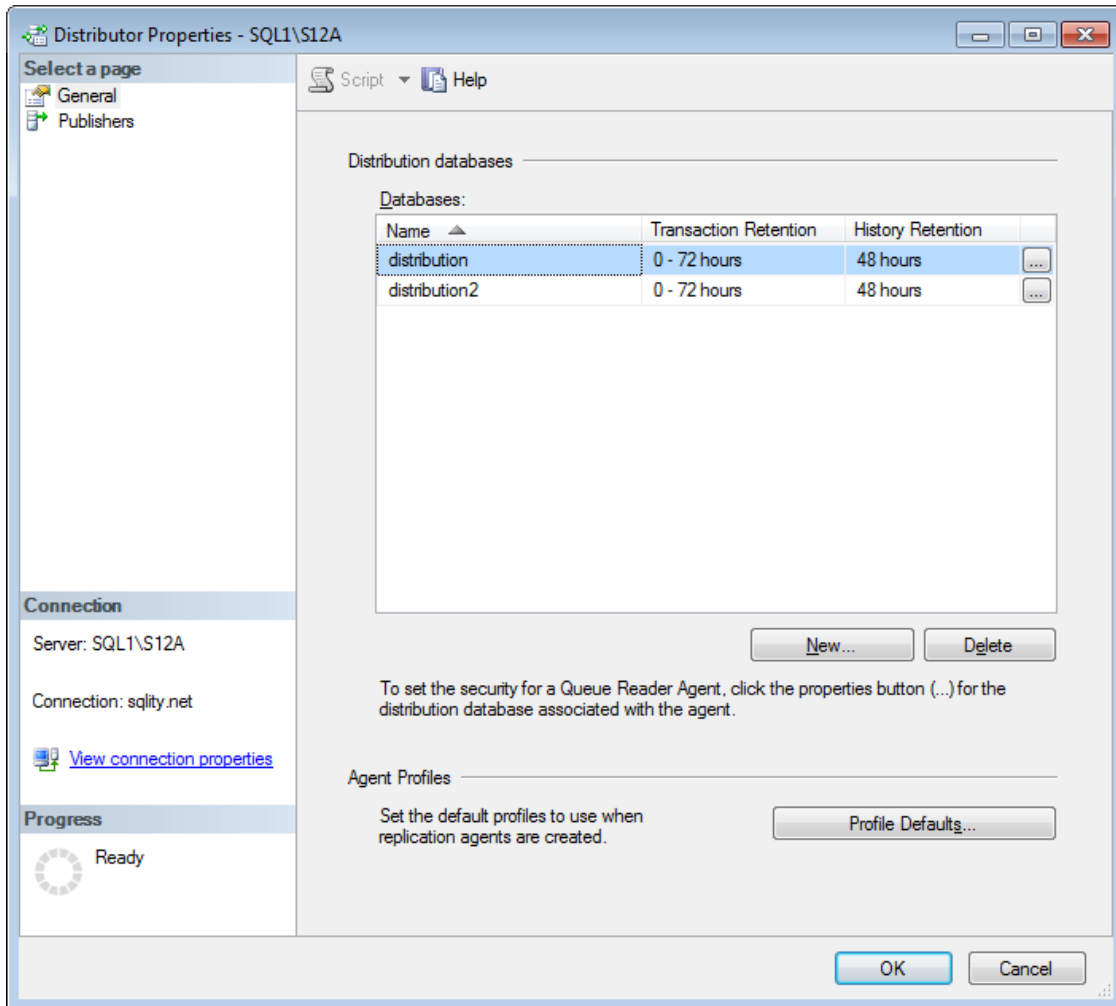 Distributor Properties - SQL1\S12A
Select a page
General
Publishers
Script
Help
Distribution databases
Databases:
Name Transaction Retention History Retention
distribution 0 - 72 hours 48 hours ...
distribution2 0 - 72 hours 48 hours ...
New... Delete
To set the security for a Queue Reader Agent, click the properties button (...) for the
distribution database associated with the agent.
Agent Profiles
Set the default profiles to use when
replication agents are created.
Profile Defaults...
Connection
Server: SQL1\S12A
Connection: sqlity.net
View connection properties
Progress
Ready
OK Cancel